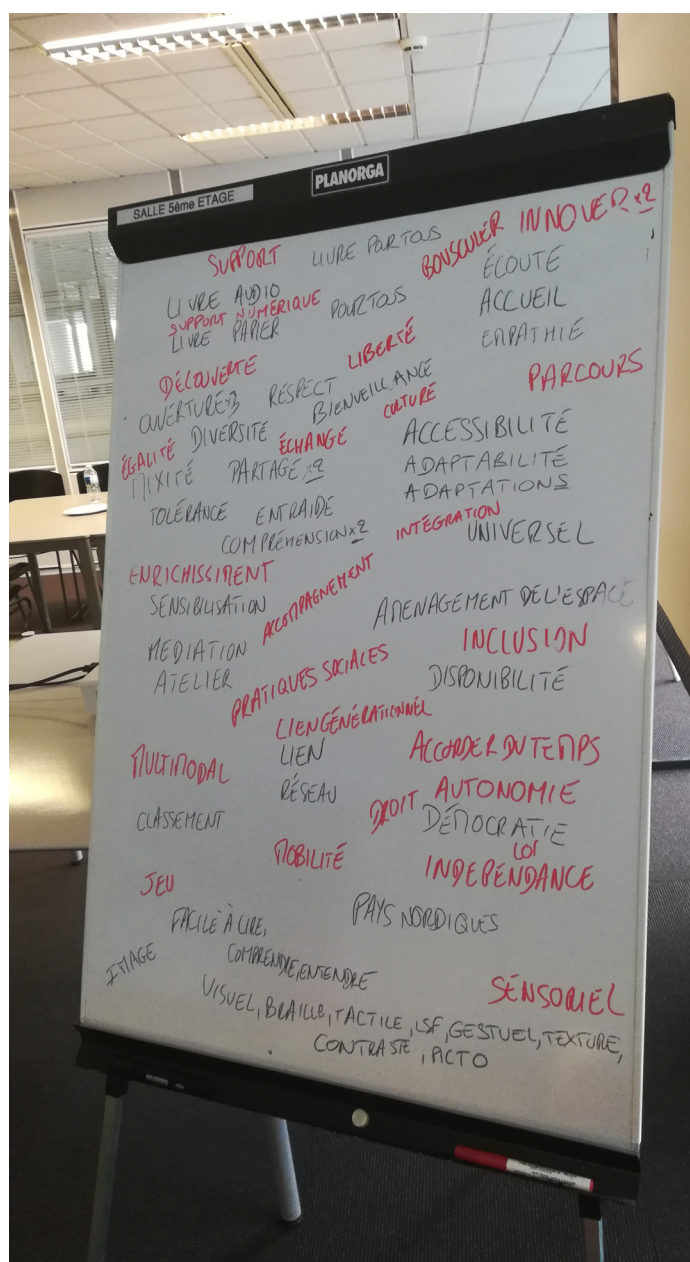 PLANORGA
SALLE 5ème ETAGE
SUPPORT LIVRE POUR TOUS BOUSCULER INNOVER x2
LIVRE AUDIO ÉCOUTE
SUPPORT NUMÉRIQUE POUR TOUS ACCUEIL
LIVRE PAPIER EMPATHIE
DÉCOUVERTE LIBERTÉ PARCOURS
OUVERTURE x3 RESPECT BIENVEILLANCE CULTURE
ÉGALITÉ DIVERSITÉ ÉCHANGE ACCESSIBILITÉ
MIXITÉ PARTAGE x2 ADAPTABILITÉ
ADAPTATIONS
TOLÉRANCE ENTRAIDE INTÉGRATION
COMPRÉHENSION x2 UNIVERSEL
ENRICHISSIMENT ACCOMPAGNEMENT
SENSIBILISATION AMENAGEMENT DE L'ESPACE
MEDIATION INCLUSION
ATELIER PRATIQUES SOCIALES DISPONIBILITÉ
LIEN GÉNÉRATIONNEL
MULTIMODAL LIEN ACCORDER DU TEMPS
RÉSEAU DROIT AUTONOMIE
CLASSEMENT DÉMOCRATIE
MOBILITÉ LOI
JEU INDÉPENDANCE
FACILE À LIRE, PAYS NORDIQUES
IMAGE COMPRENDRE, ENTENDRE
SENSORIEL
VISUEL, BRAILLE, TACTILE, LSF, GESTUEL, TEXTURE,
CONTRASTE, PICTO